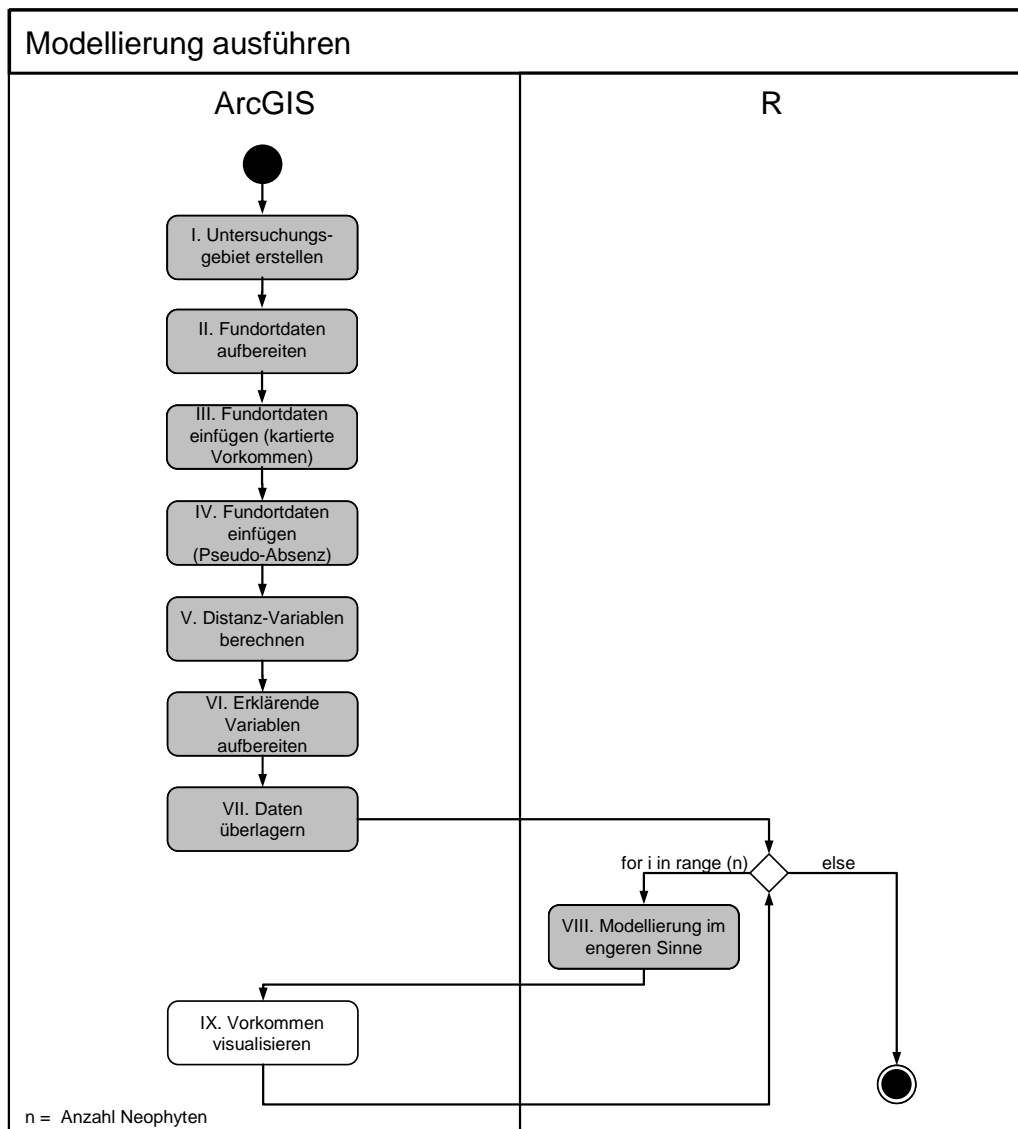 Modellierung ausführen
ArcGIS
R
I. Untersuchungs-
gebiet erstellen
II. Fundortdaten
aufbereiten
III. Fundortdaten
einfügen (kartierte
Vorkommen)
IV. Fundortdaten
einfügen
(Pseudo-Absenz)
V. Distanz-Variablen
berechnen
VI. Erklärende
Variablen
aufbereiten
VII. Daten
überlagern
for i in range (n)
else
VIII. Modellierung im
engeren Sinne
IX. Vorkommen
visualisieren
n = Anzahl Neophyten